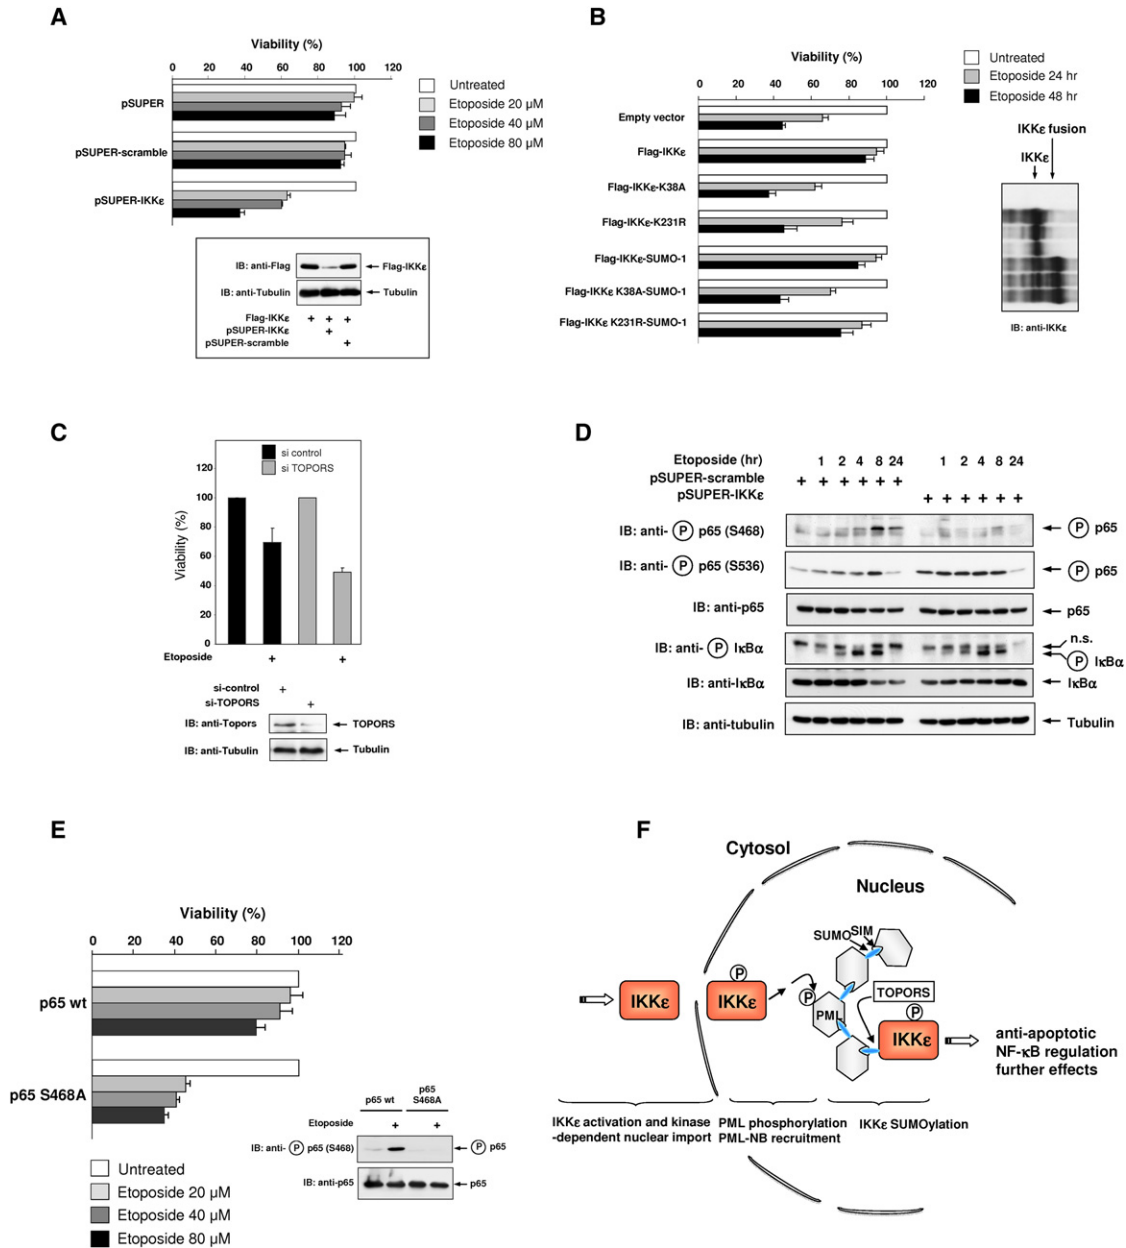 A
Viability (%)
0 20 40 60 80 100 120
pSUPER
pSUPER-scramble
pSUPER-IKKε
Untreated
Etoposide 20 µM
Etoposide 40 µM
Etoposide 80 µM
IB: anti-Flag
Flag-IKKε
IB: anti-Tubulin
Tubulin
Flag-IKKε + + +
pSUPER-IKKε +
pSUPER-scramble +
B
Viability (%)
0 20 40 60 80 100 120
Untreated
Etoposide 24 hr
Etoposide 48 hr
Empty vector
Flag-IKKε
Flag-IKKε-K38A
Flag-IKKε-K231R
Flag-IKKε-SUMO-1
Flag-IKKε K38A-SUMO-1
Flag-IKKε K231R-SUMO-1
IKKε fusion
IKKε
IB: anti-IKKε
C
si control
si TOPORS
Viability (%)
120
100
80
60
40
20
0
Etoposide + +
si-control +
si-TOPORS +
IB: anti-Topors
TOPORS
IB: anti-Tubulin
Tubulin
D
Etoposide (hr) 1 2 4 8 24 1 2 4 8 24
pSUPER-scramble + + + + + +
pSUPER-IKKε + + + + + +
IB: anti- P p65 (S468)
P p65
IB: anti- P p65 (S536)
P p65
IB: anti-p65
p65
IB: anti- P IκBα
n.s.
P IκBα
IB: anti-IκBα
IκBα
IB: anti-tubulin
Tubulin
E
Viability (%)
0 20 40 60 80 100 120
p65 wt
p65 S468A
Untreated
Etoposide 20 µM
Etoposide 40 µM
Etoposide 80 µM
p65 wt
p65
S468A
Etoposide + +
IB: anti- P p65 (S468)
P p65
IB: anti-p65
p65
F
Cytosol
Nucleus
SUMO
SIM
IKKε
P
IKKε
P
PML
TOPORS
P
IKKε
anti-apoptotic
NF-κB regulation
further effects
IKKε activation and kinase
-dependent nuclear import
PML phosphorylation
PML-NB recruitment
IKKε SUMOylation